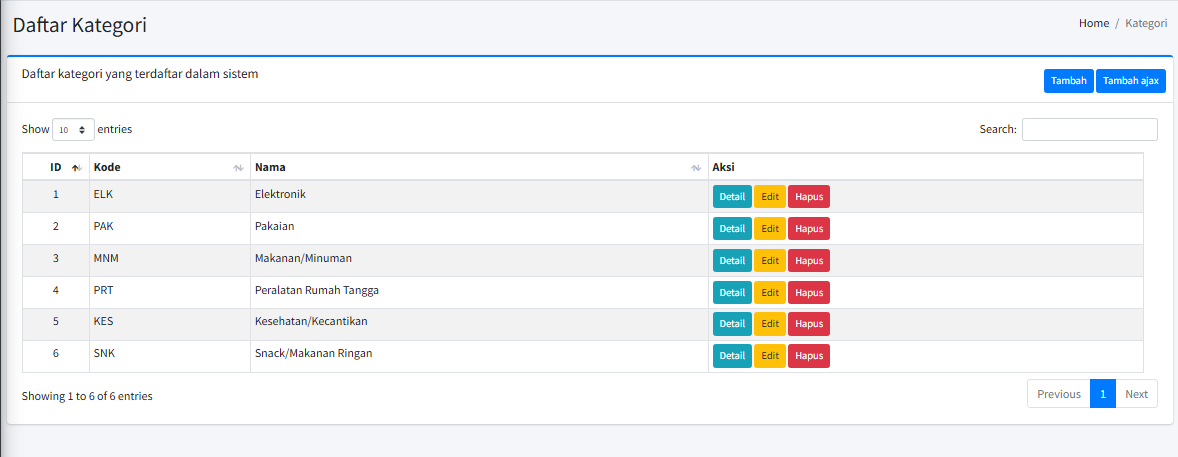 Daftar Kategori
Home / Kategori
Daftar kategori yang terdaftar dalam sistem
Tambah Tambah ajax
Show 10 entries
Search:
ID Kode Nama Aksi
1 ELK Elektronik Detail Edit Hapus
2 PAK Pakaian Detail Edit Hapus
3 MNM Makanan/Minuman Detail Edit Hapus
4 PRT Peralatan Rumah Tangga Detail Edit Hapus
5 KES Kesehatan/Kecantikan Detail Edit Hapus
6 SNK Snack/Makanan Ringan Detail Edit Hapus
Showing 1 to 6 of 6 entries
Previous 1 Next